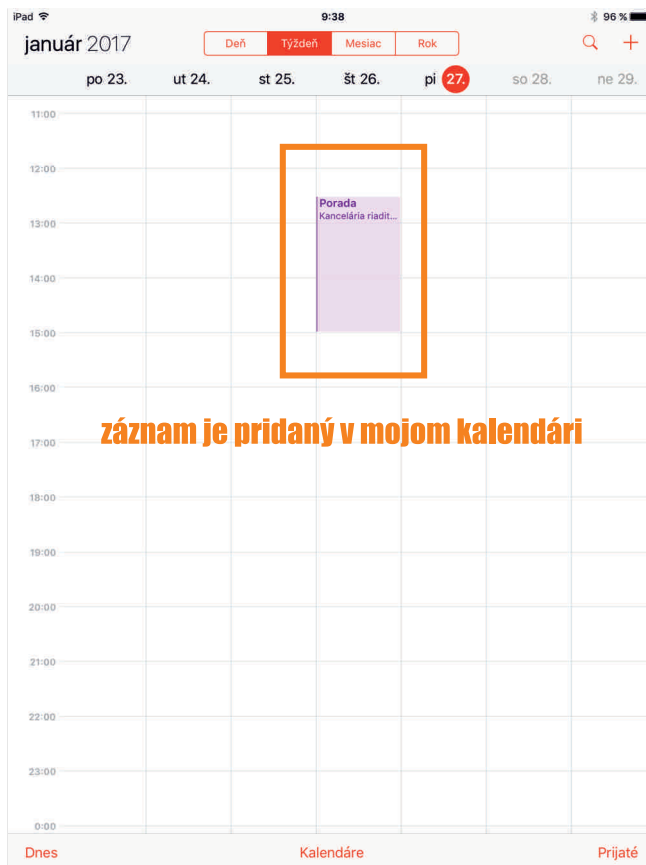 iPad 9:38 96 %
január 2017 Deň Týždeň Mesiac Rok
po 23. ut 24. št 25. št 26. pi 27. so 28. ne 29.
11:00
12:00
Porada
Kancelária riadit...
13:00
14:00
15:00
16:00
záznam je pridaný v mojom kalendári
17:00
18:00
19:00
20:00
21:00
22:00
23:00
0:00
Dnes Kalendáre Prijaté